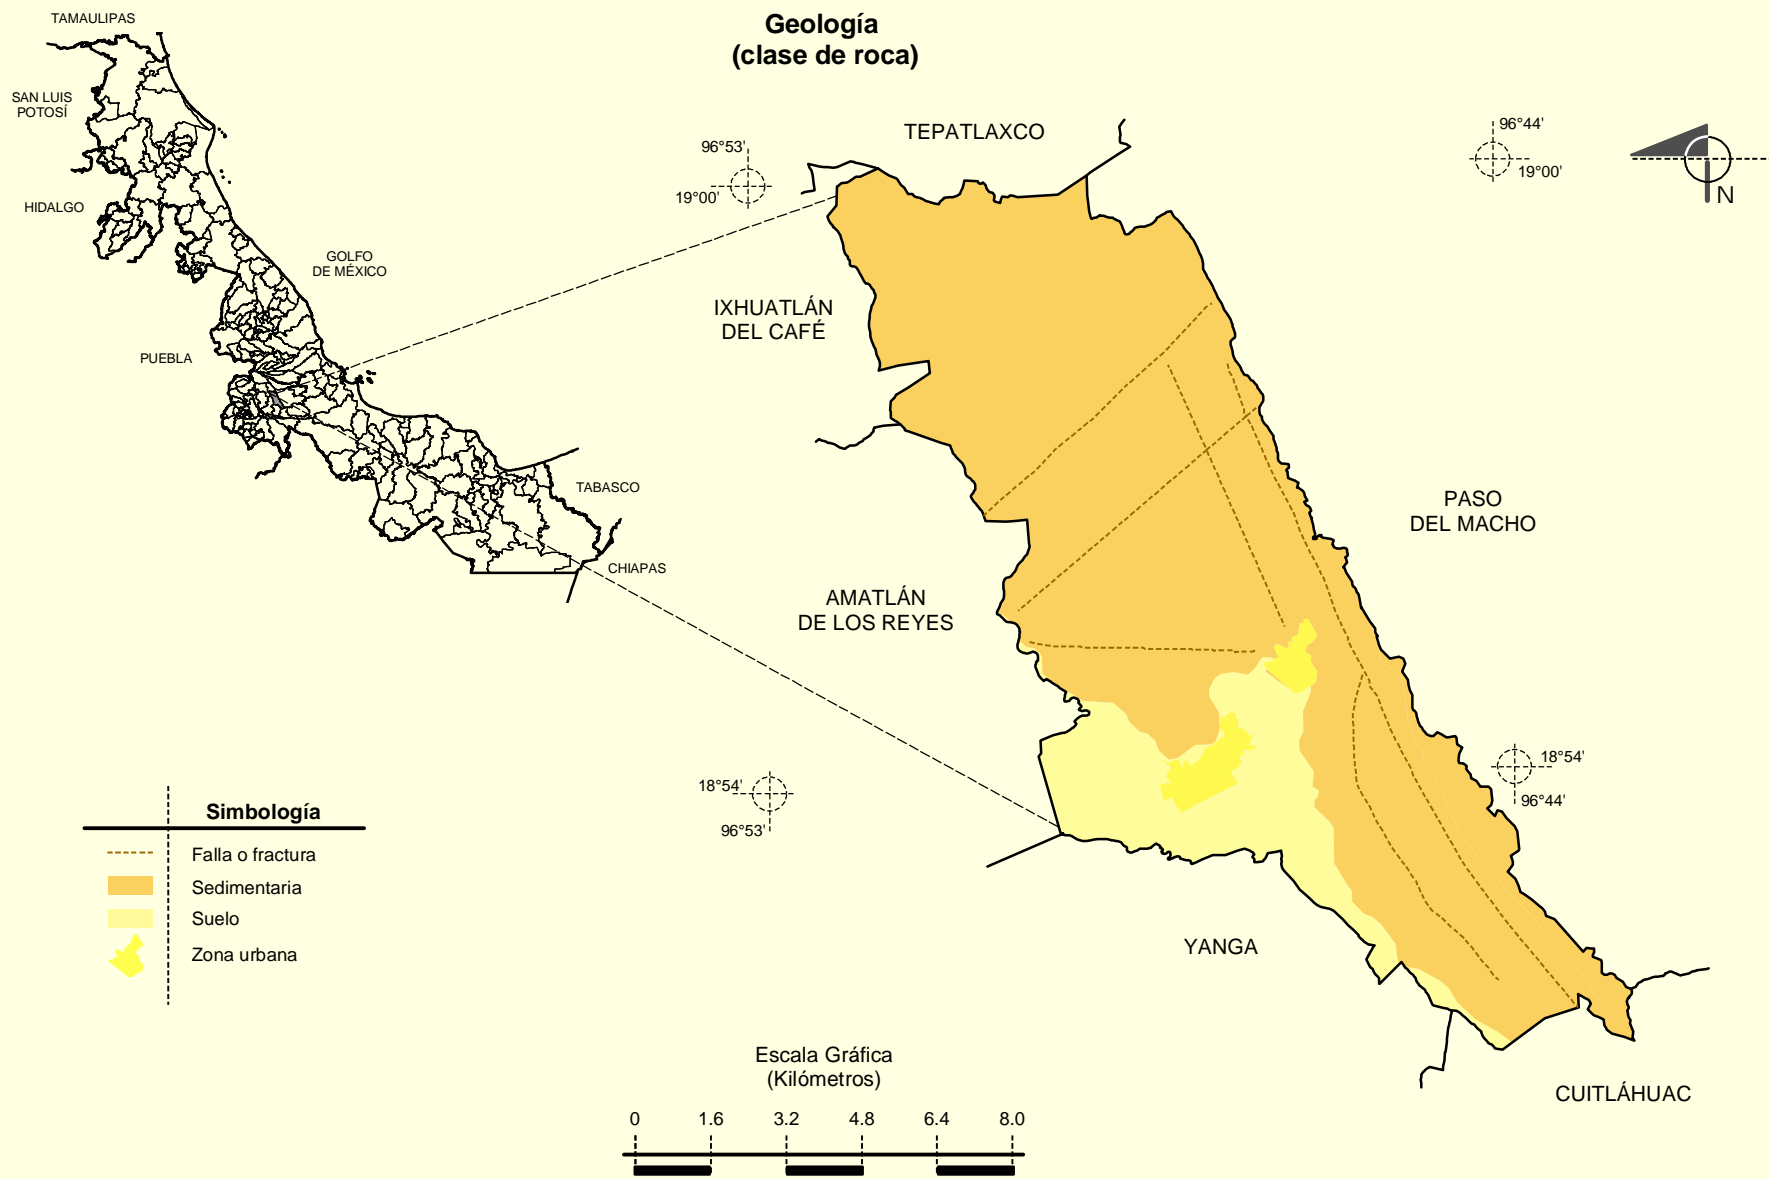 Geología
(clase de roca)
TAMAULIPAS
SAN LUIS
POTOSÍ
HIDALGO
GOLFO
DE MÉXICO
PUEBLA
TABASCO
CHIAPAS
TEPATLAXCO
96°53'
19°00'
96°44'
19°00'
N
IXHUATLÁN
DEL CAFÉ
PASO
DEL MACHO
AMATLÁN
DE LOS REYES
18°54'
96°53'
18°54'
96°44'
YANGA
CUITLÁHUAC
Simbología
Falla o fractura
Sedimentaria
Suelo
Zona urbana
Escala Gráfica
(Kilómetros)
0 1.6 3.2 4.8 6.4 8.0